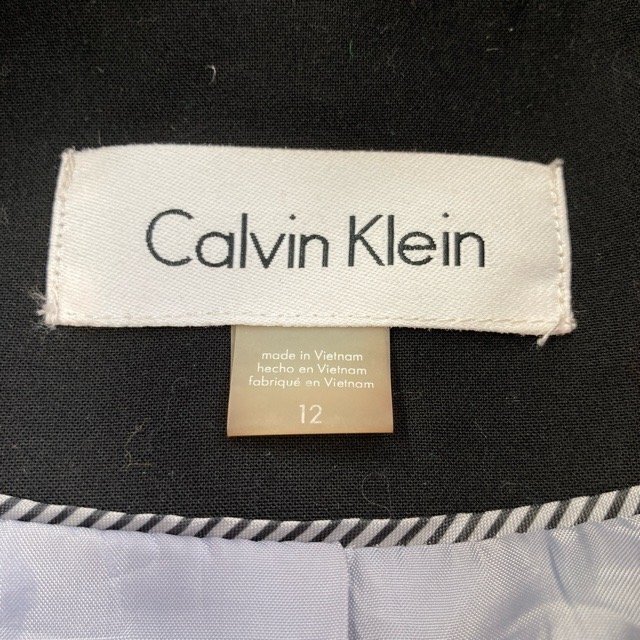 Calvin Klein
made in Vietnam
hecho en Vietnam
fabriqué en Vietnam
12